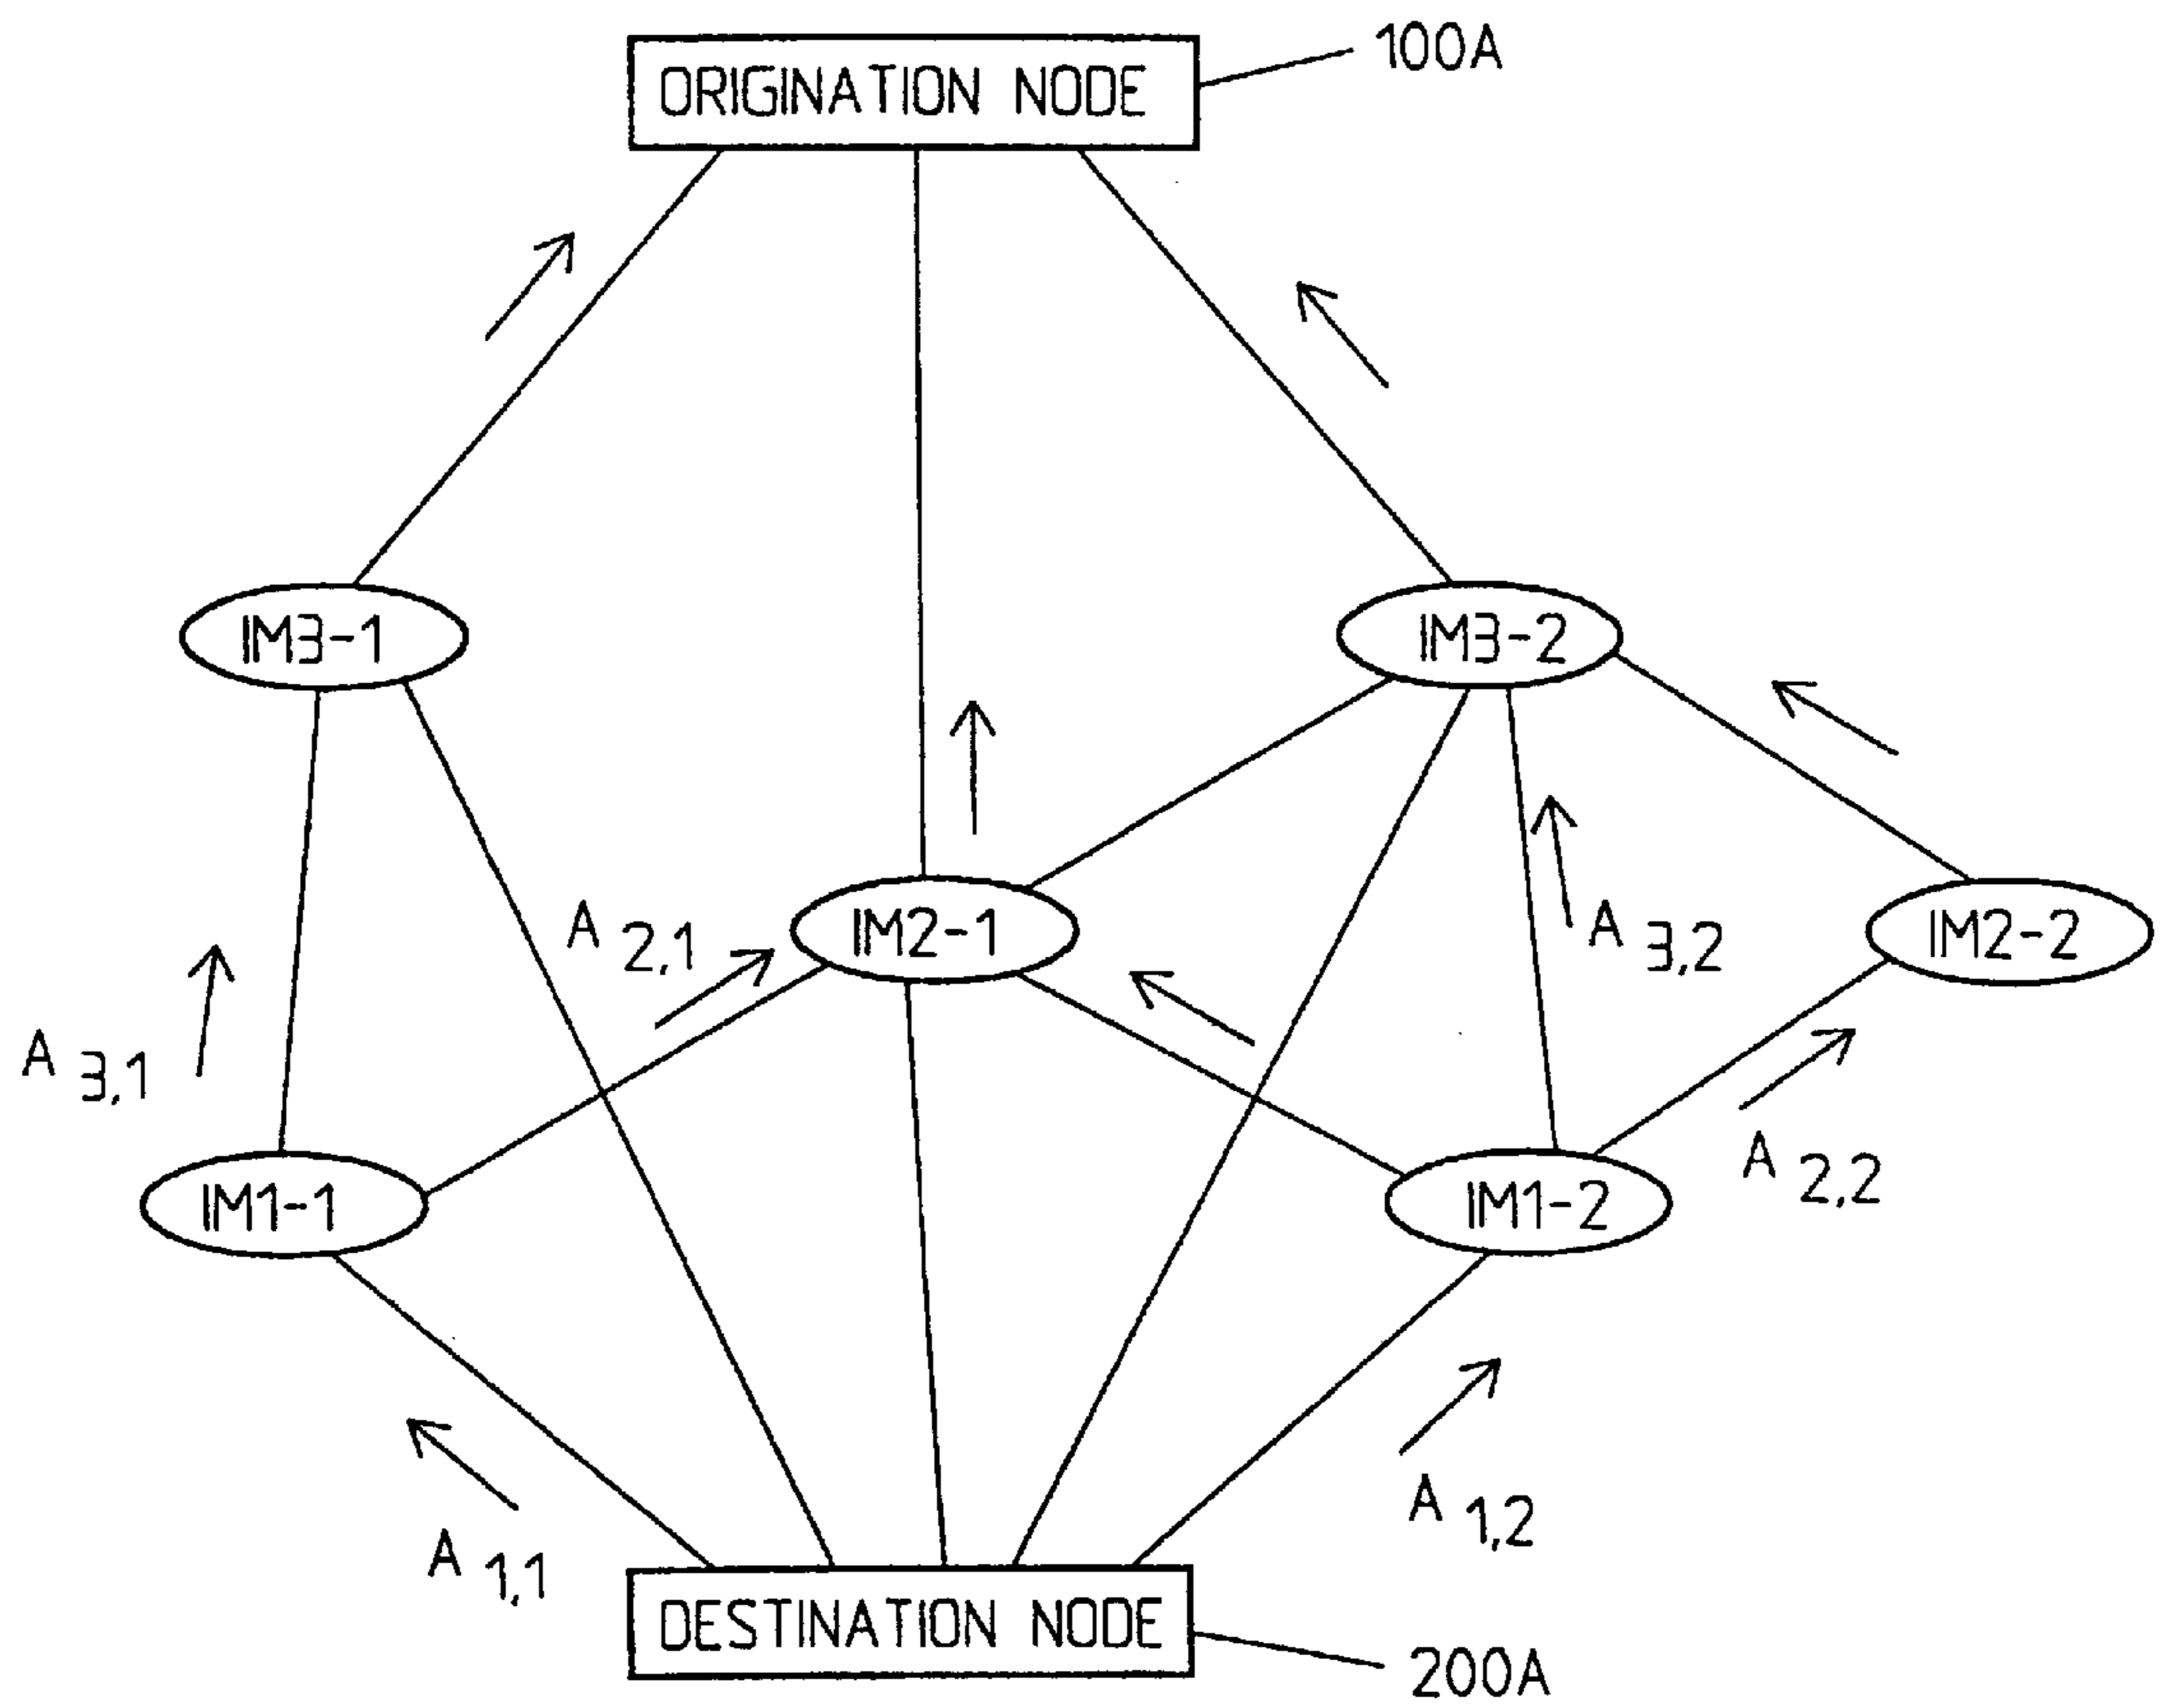 100A
ORIGINATION NODE
IM3-1
IM3-2
A 2,1
IM2-1
A 3,2
IM2-2
A 3,1
IM1-1
IM1-2
A 2,2
A 1,2
A 1,1
DESTINATION NODE
200A